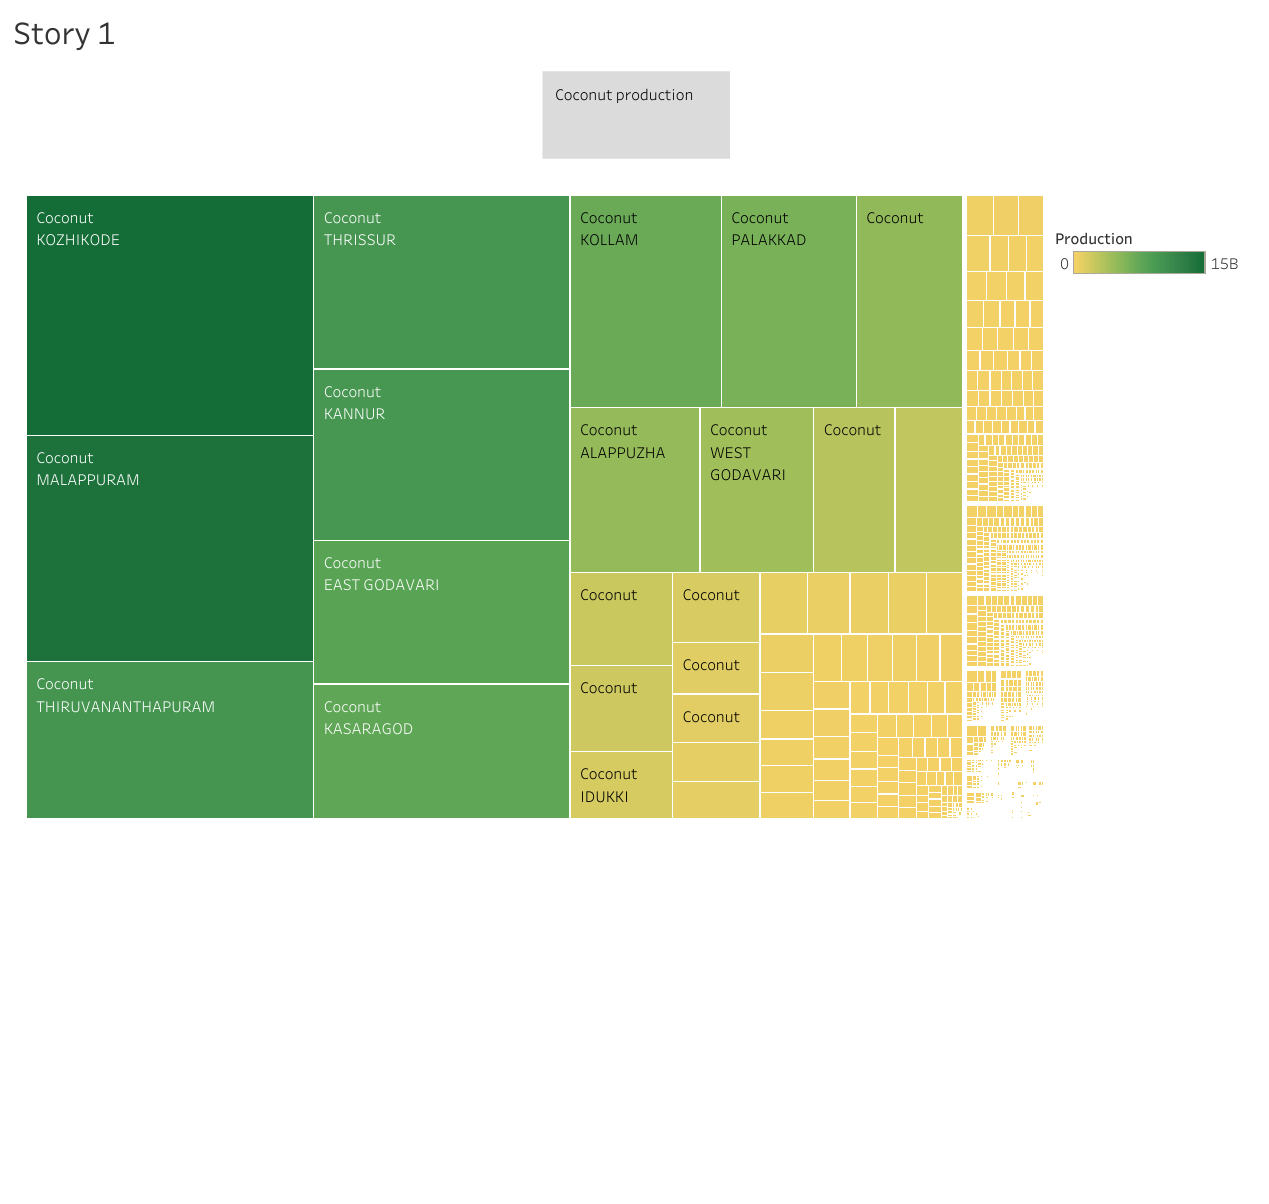 Story 1
Coconut production
Coconut
KOZHIKODE
Coconut
MALAPPURAM
Coconut
THIRUVANANTHAPURAM
Coconut
THRISSUR
Coconut
KANNUR
Coconut
EAST GODAVARI
Coconut
KASARAGOD
Coconut
KOLLAM
Coconut
PALAKKAD
Coconut
Coconut
ALAPPUZHA
Coconut
WEST
GODAVARI
Coconut
Coconut
Coconut
Coconut
IDUKKI
Coconut
Coconut
Coconut
Production
0
15B